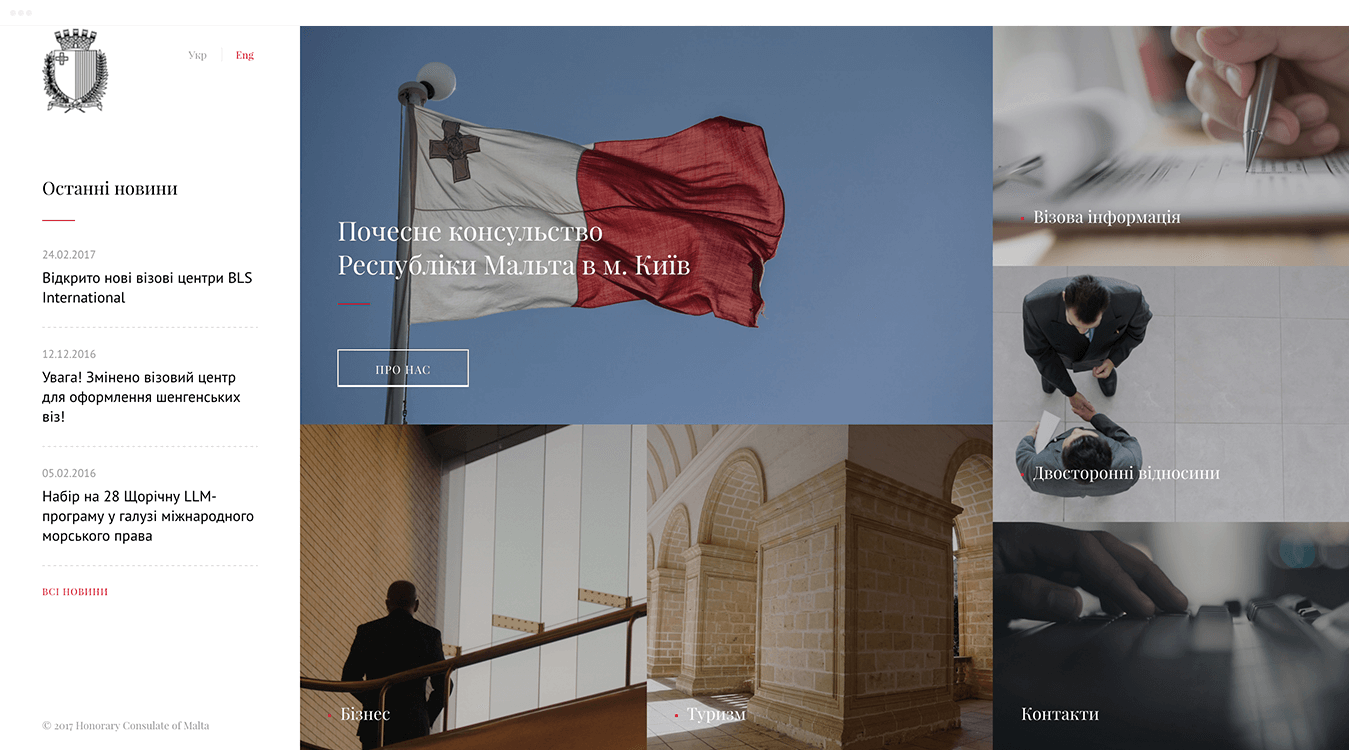 Укр
Eng
Останні новини
24.02.2017
Відкрито нові візові центри BLS
International
12.12.2016
Увага! Змінено візовий центр
для оформлення шенгенських
віз!
05.02.2016
Набір на 28 Щорічну LLM-
програму у галузі міжнародного
морського права
ВСІ НОВИНИ
© 2017 Honorary Consulate of Malta
Почесне консульство
Республіки Мальта в м. Київ
ПРО НАС
Бізнес
Туризм
Візова інформація
Двосторонні відносини
Контакти